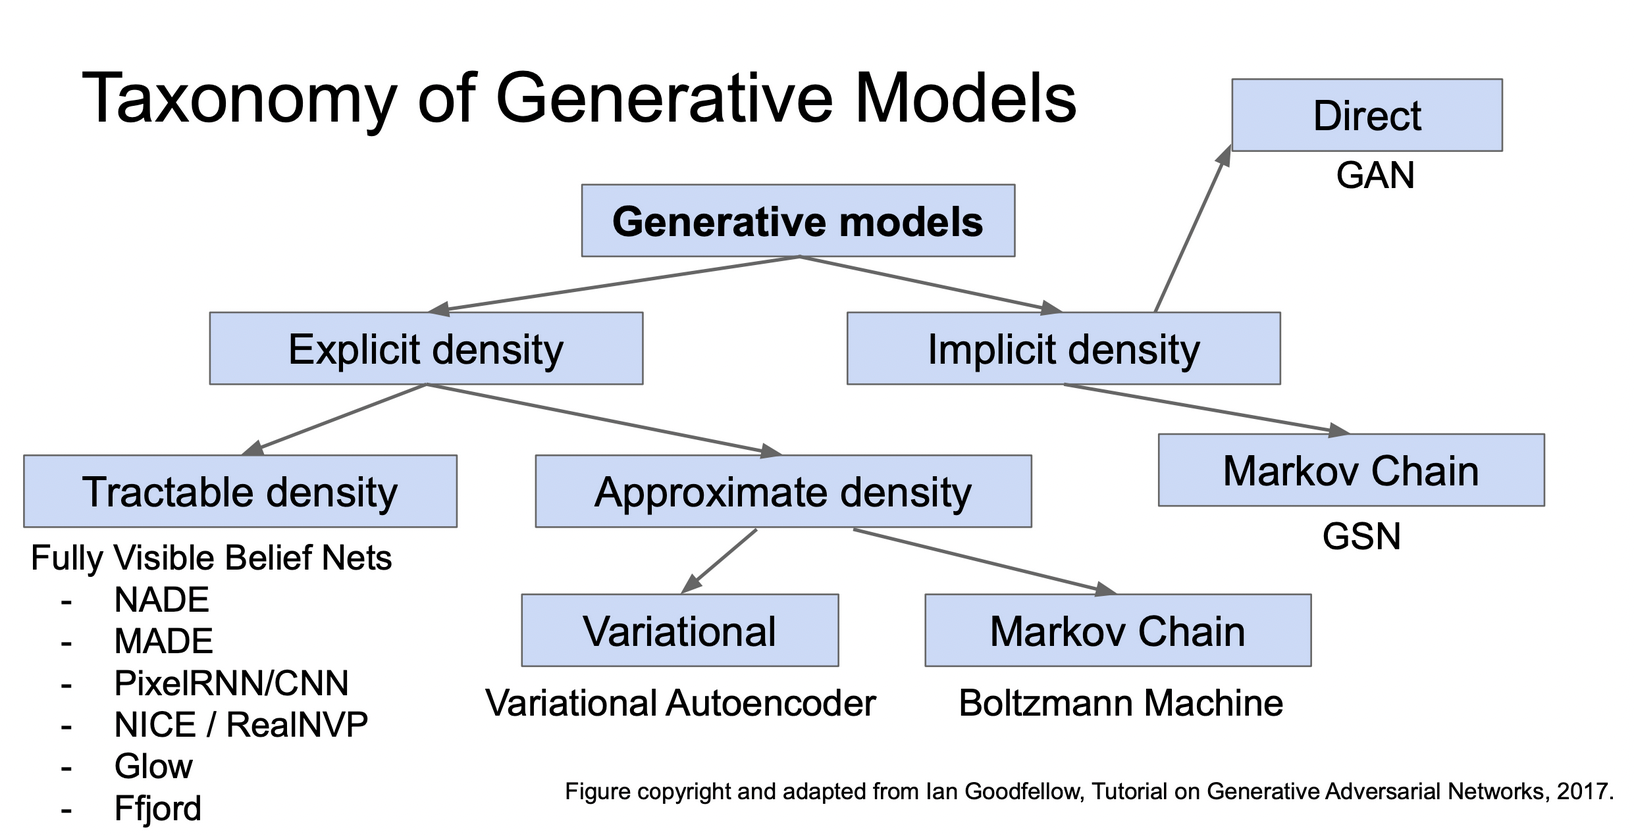 Taxonomy of Generative Models
Direct
GAN
Generative models
Explicit density
Implicit density
Tractable density
Approximate density
Markov Chain
GSN
Fully Visible Belief Nets
- NADE
- MADE
- PixelRNN/CNN
- NICE / RealNVP
- Glow
- Ffjord
Variational
Markov Chain
Variational Autoencoder
Boltzmann Machine
Figure copyright and adapted from Ian Goodfellow, Tutorial on Generative Adversarial Networks, 2017.